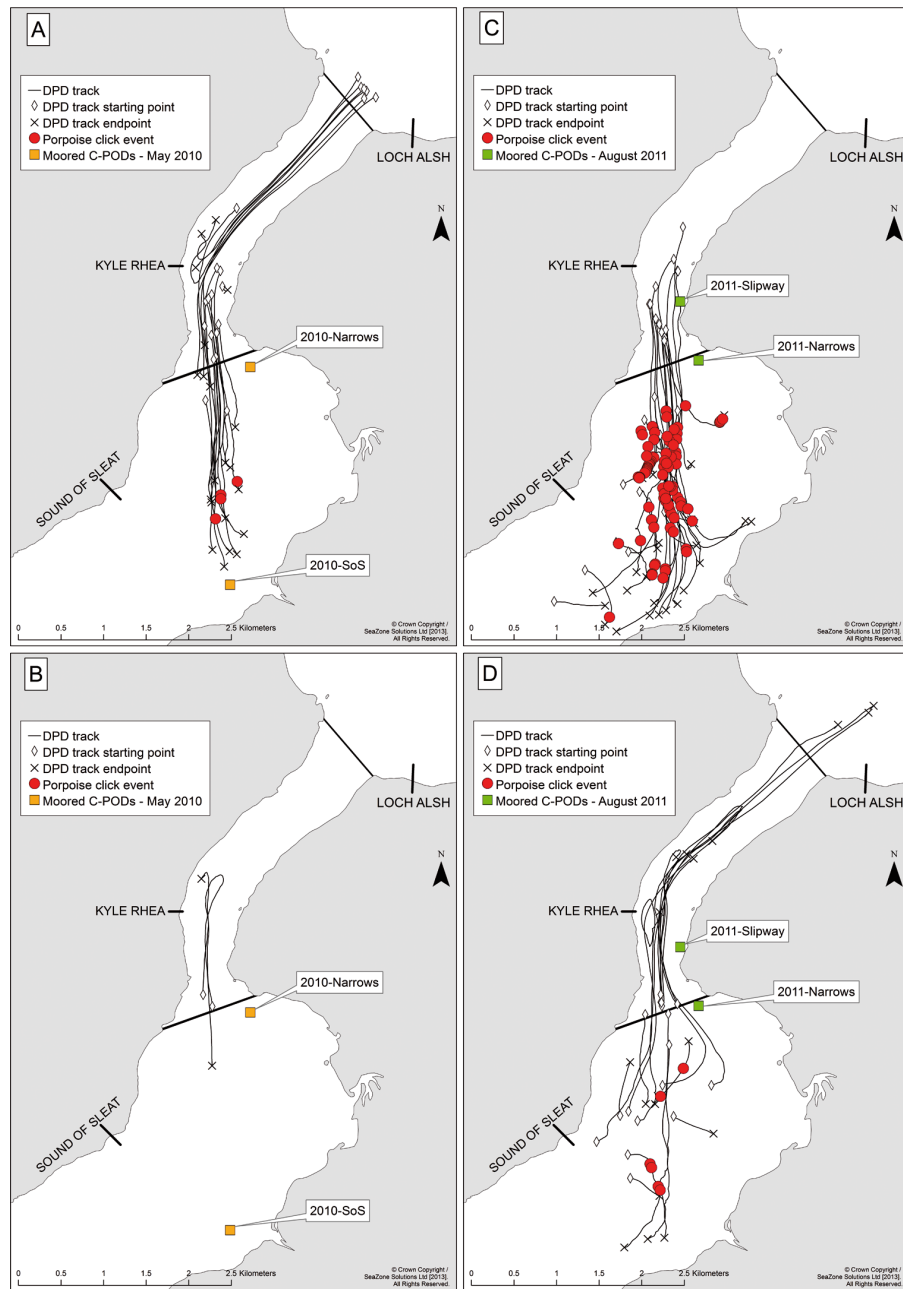 A
DPD track
DPD track starting point
DPD track endpoint
Porpoise click event
Moored C-PODs - May 2010
LOCH ALSH
N
KYLE RHEA
2010-Narrows
SOUND OF SLEAT
2010-SoS
0 0.5 1 1.5 2 2.5 Kilometers
© Crown Copyright /
SeaZone Solutions Ltd [2013].
All Rights Reserved.
C
DPD track
DPD track starting point
DPD track endpoint
Porpoise click event
Moored C-PODs - August 2011
LOCH ALSH
N
KYLE RHEA
2011-Slipway
2011-Narrows
SOUND OF SLEAT
0 0.5 1 1.5 2 2.5 Kilometers
© Crown Copyright /
SeaZone Solutions Ltd [2013].
All Rights Reserved.
B
DPD track
DPD track starting point
DPD track endpoint
Porpoise click event
Moored C-PODs - May 2010
LOCH ALSH
N
KYLE RHEA
2010-Narrows
SOUND OF SLEAT
2010-SoS
0 0.5 1 1.5 2 2.5 Kilometers
© Crown Copyright /
SeaZone Solutions Ltd [2013].
All Rights Reserved.
D
DPD track
DPD track starting point
DPD track endpoint
Porpoise click event
Moored C-PODs - August 2011
LOCH ALSH
N
KYLE RHEA
2011-Slipway
2011-Narrows
SOUND OF SLEAT
0 0.5 1 1.5 2 2.5 Kilometers
© Crown Copyright /
SeaZone Solutions Ltd [2013].
All Rights Reserved.